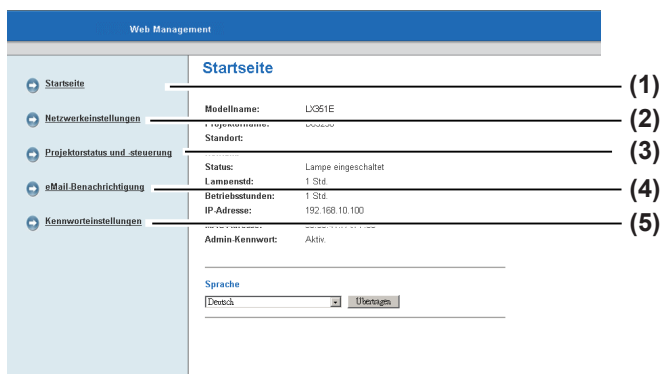 Web Management
Startseite
Netzwerkeinstellungen
Projektorstatus und -steuerung
eMail-Benachrichtigung
Kennworteinstellungen
Startseite
Modellname: LX351E
Standort:
Status: Lampe eingeschaltet
Lampenstd: 1 Std.
Betriebsstunden: 1 Std.
IP-Adresse: 192.168.10.100
Admin-Kennwort: Aktiv.
Sprache
Deutsch Übertragen
(1)
(2)
(3)
(4)
(5)